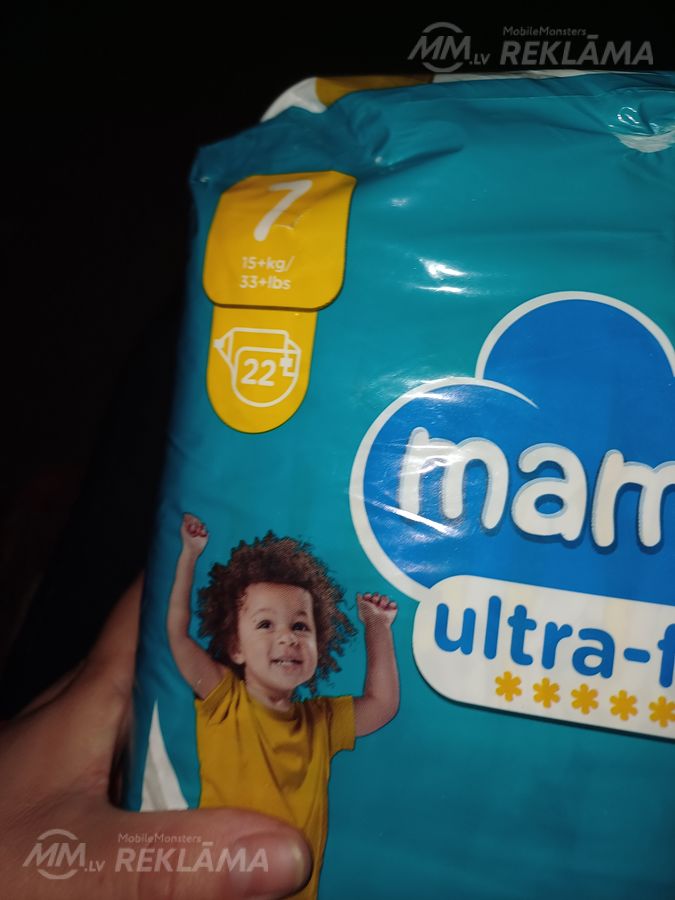 MobileMonsters
MM.LV REKLĀMA
7
15+kg/
33+lbs
22
mam
ultra-f
MobileMonsters
MM.LV REKLĀMA